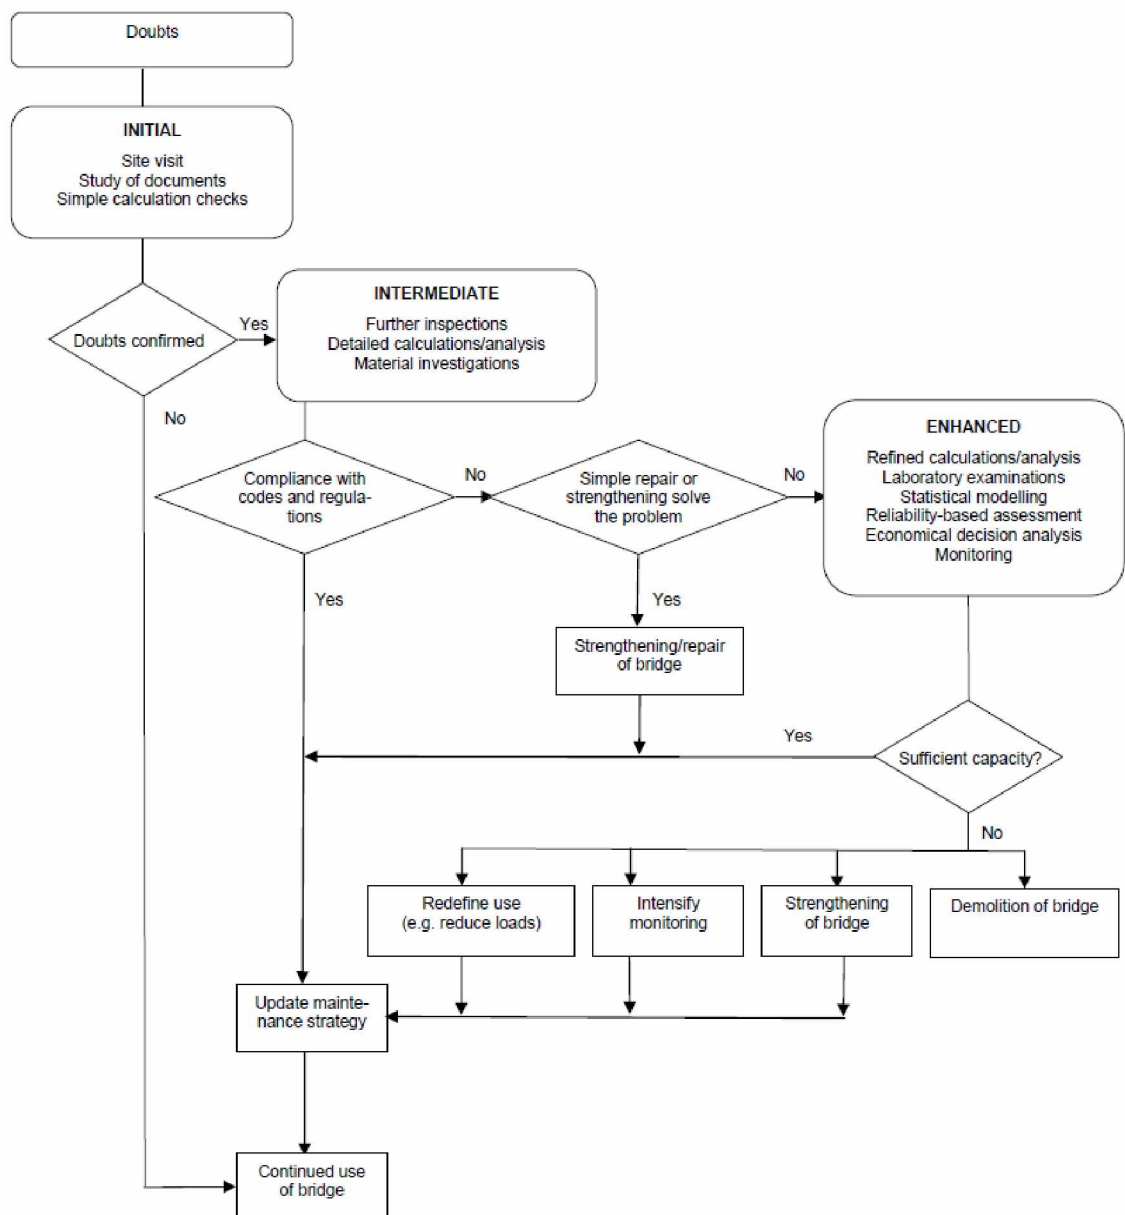 Doubts
INITIAL
Site visit
Study of documents
Simple calculation checks
Doubts confirmed
Yes
No
INTERMEDIATE
Further inspections
Detailed calculations/analysis
Material investigations
Compliance with
codes and regula-
tions
No
Yes
Simple repair or
strengthening solve
the problem
No
Yes
ENHANCED
Refined calculations/analysis
Laboratory examinations
Statistical modelling
Reliability-based assessment
Economical decision analysis
Monitoring
Strengthening/repair
of bridge
Yes
Sufficient capacity?
No
Redefine use
(e.g. reduce loads)
Intensify
monitoring
Strengthening
of bridge
Demolition of bridge
Update mainte-
nance strategy
Continued use
of bridge